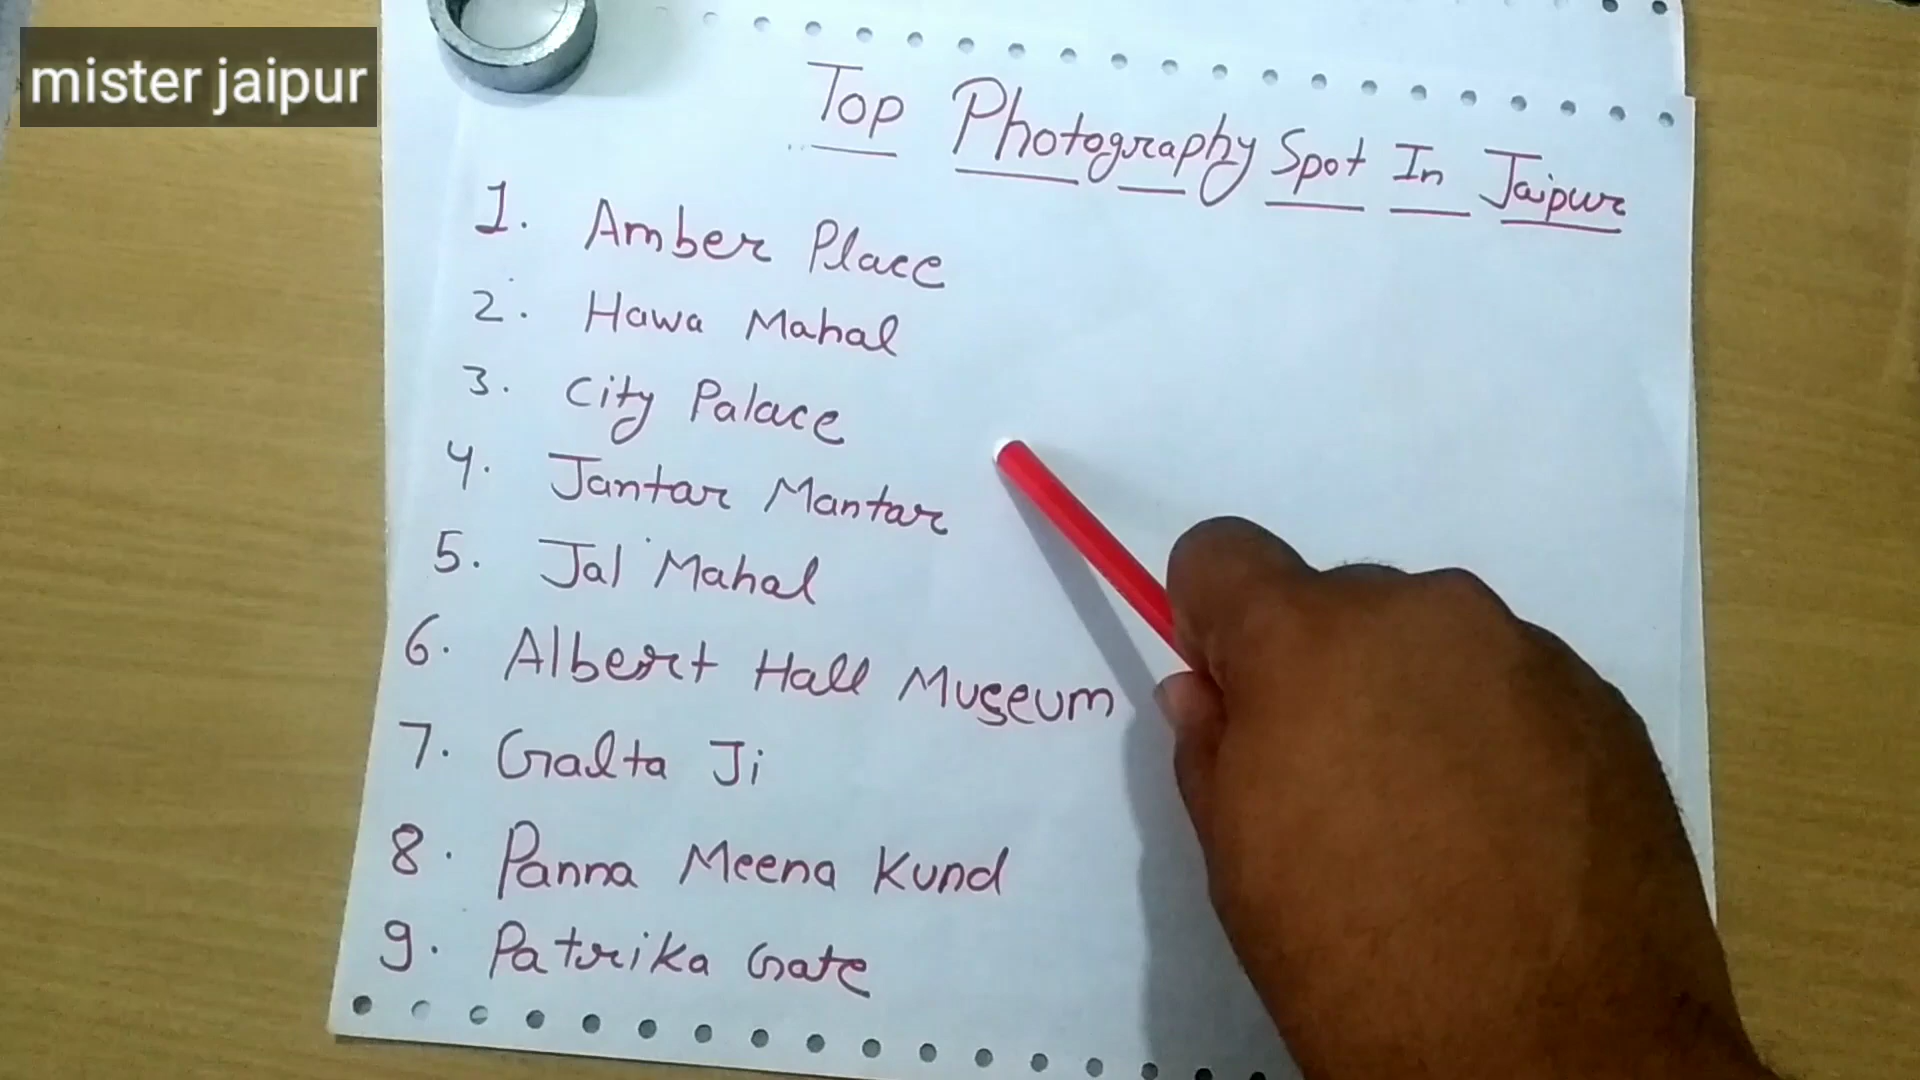 mister jaipur
Top Photography Spot In Jaipur
1. Amber Place
2. Hawa Mahal
3. City Palace
4. Jantar Mantar
5. Jal Mahal
6. Albert Hall Museum
7. Galta Ji
8. Panna Meena Kund
9. Patrika Gate